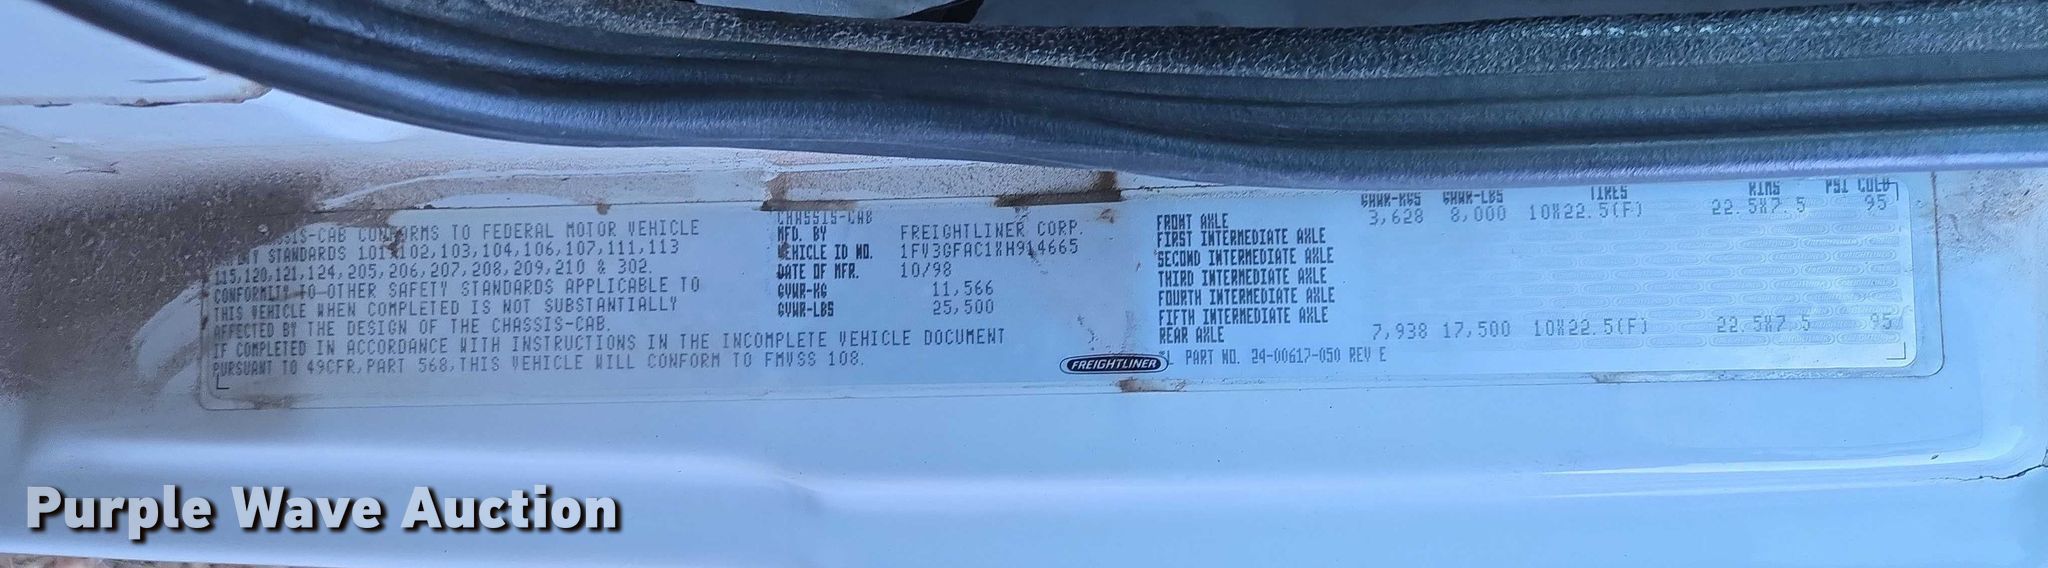 CHASSIS-CAB CONFORMS TO FEDERAL MOTOR VEHICLE
SAFETY STANDARDS 101,102,103,104,106,107,111,113
115,120,121,124,205,206,207,208,209,210 & 302.
CONFORMITY TO OTHER SAFETY STANDARDS APPLICABLE TO
THIS VEHICLE WHEN COMPLETED IS NOT SUBSTANTIALLY
AFFECTED BY THE DESIGN OF THE CHASSIS-CAB.
IF COMPLETED IN ACCORDANCE WITH INSTRUCTIONS IN THE INCOMPLETE VEHICLE DOCUMENT
PURSUANT TO 49CFR,PART 568,THIS VEHICLE WILL CONFORM TO FMVSS 108.
CHASSIS-CAB
MFD. BY FREIGHTLINER CORP.
VEHICLE ID NO. 1FV3GFAC1XH914665
DATE OF MFR. 10/98
GVWR-KG 11,566
GVWR-LBS 25,500
GAWR-KGS GAWR-LBS TIRES RIMS PSI COLD
FRONT AXLE 3,628 8,000 10X22.5(F) 22.5X7.5 95
FIRST INTERMEDIATE AXLE
SECOND INTERMEDIATE AXLE
THIRD INTERMEDIATE AXLE
FOURTH INTERMEDIATE AXLE
FIFTH INTERMEDIATE AXLE
REAR AXLE 7,938 17,500 10X22.5(F) 22.5X7.5 95
FREIGHTLINER
PART NO. 24-00617-050 REV E
Purple Wave Auction